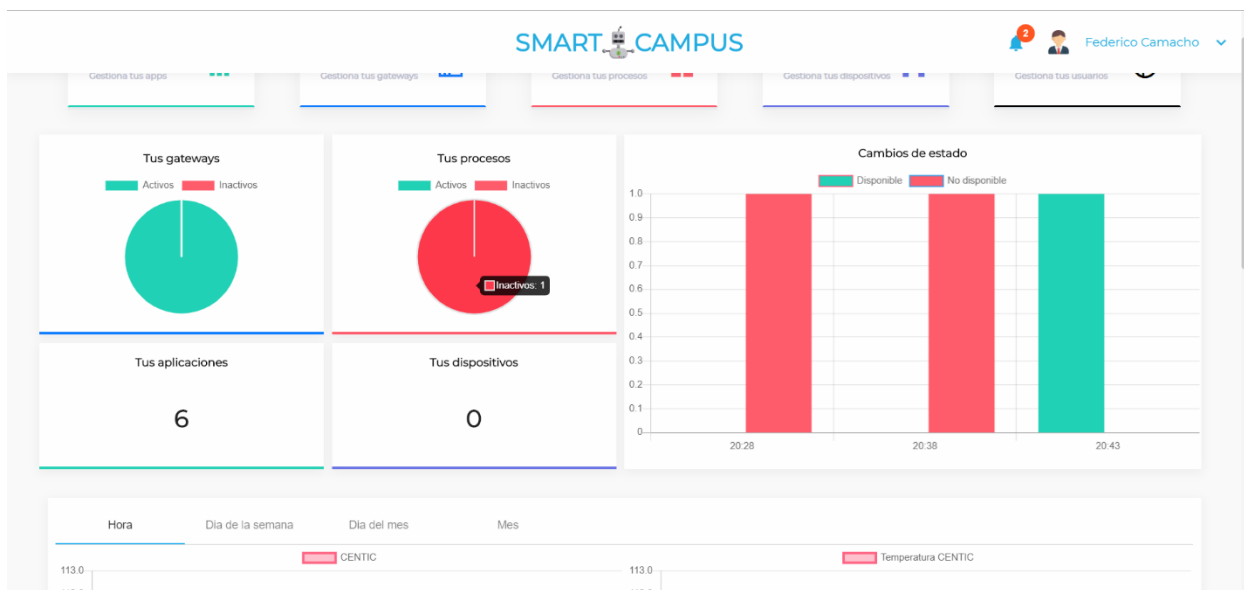 SMART CAMPUS
2
Federico Camacho
Gestiona tus apps
Gestiona tus gateways
Gestiona tus procesos
Gestiona tus dispositivos
Gestiona tus usuarios
Tus gateways
Activos Inactivos
Tus procesos
Activos Inactivos
Inactivos: 1
Cambios de estado
Disponible No disponible
1.0
0.9
0.8
0.7
0.6
0.5
0.4
0.3
0.2
0.1
0
20:28 20:38 20:43
Tus aplicaciones
6
Tus dispositivos
0
Hora Dia de la semana Dia del mes Mes
CENTIC
113.0
Temperatura CENTIC
113.0